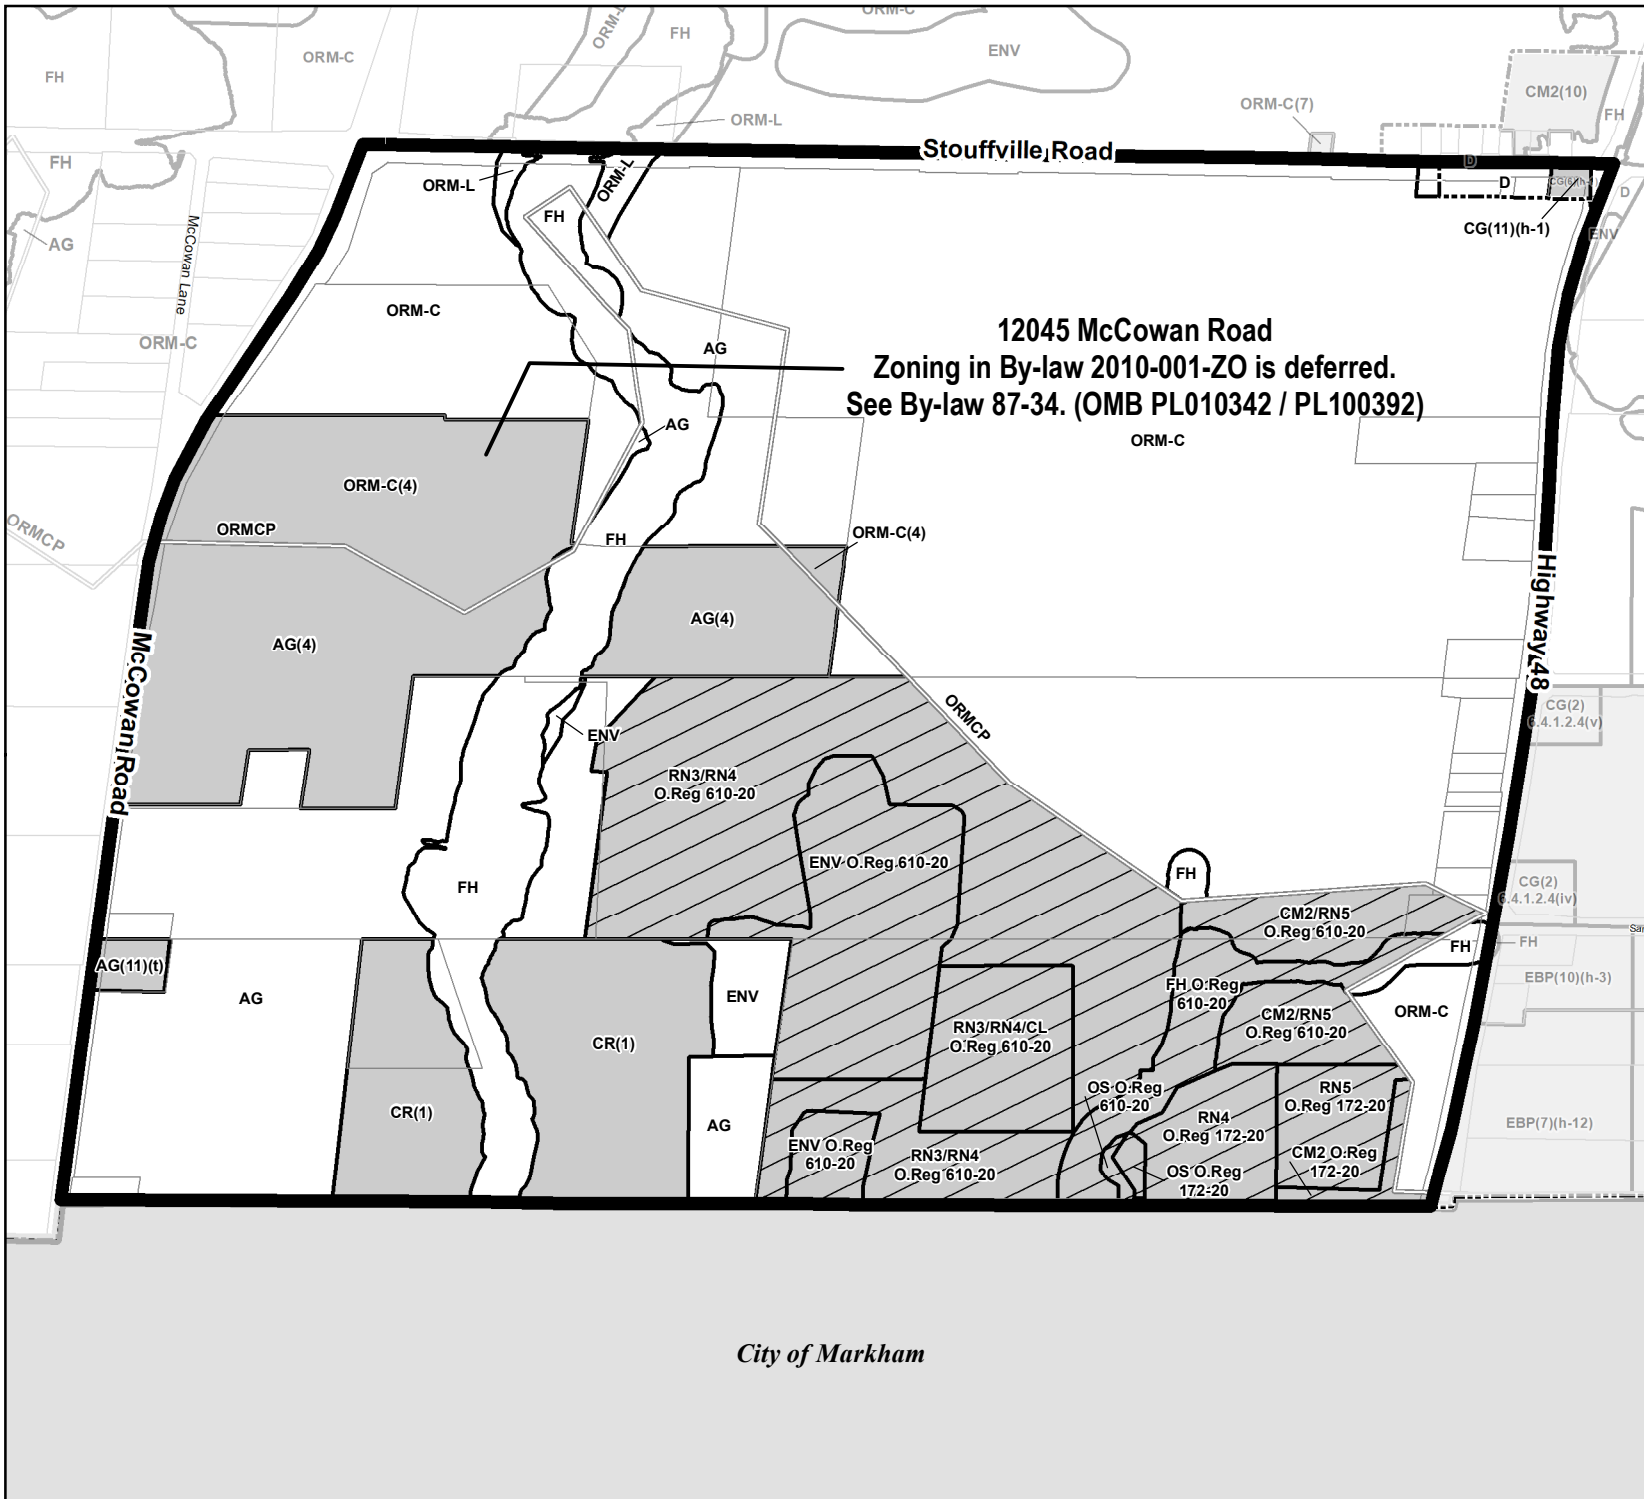 ORM-C
ORM-L
FH
ORM-C
ENV
FH
CM2(10)
ORM-C(7)
FH
ORM-L
Stouffville Road
FH
D
ORM-L
ORM-L
D
D
FH
CG(11)(h-1)
ENV
AG
McCowan Lane
ORM-C
ORM-C
12045 McCowan Road
Zoning in By-law 2010-001-ZO is deferred.
See By-law 87-34. (OMB PL010342 / PL100392)
AG
AG
ORM-C
ORM-C(4)
ORMCP
ORMCP
FH
ORM-C(4)
Highway 48
AG(4)
AG(4)
McCowan Road
ORMCP
CG(2)
6.4.1.2.4(v)
ENV
RN3/RN4
O.Reg 610-20
ENV O.Reg 610-20
FH
FH
CG(2)
6.4.1.2.4(iv)
CM2/RN5
O.Reg 610-20
FH
FH
AG(11)(t)
AG
ENV
FH O.Reg
610-20
EBP(10)(h-3)
ORM-C
CM2/RN5
O.Reg 610-20
RN3/RN4/CL
O.Reg 610-20
CR(1)
CR(1)
OS O.Reg
610-20
RN5
O.Reg 172-20
AG
RN4
O.Reg 172-20
EBP(7)(h-12)
ENV O.Reg
610-20
RN3/RN4
O.Reg 610-20
CM2 O.Reg
172-20
OS O.Reg
172-20
City of Markham